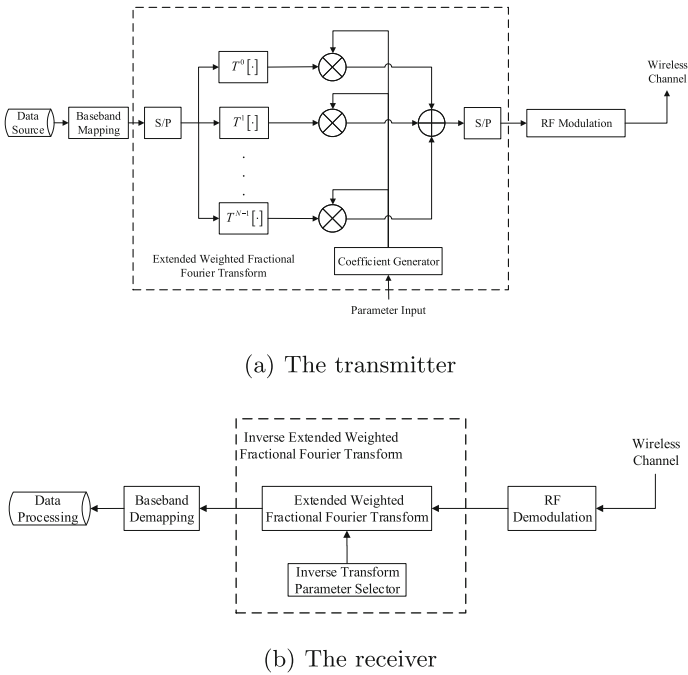 Wireless
Channel
T^0[·]
T^1[·]
.
.
.
T^{N-1}[·]
Data
Source
Baseband
Mapping
S/P
S/P
RF Modulation
Extended Weighted Fractional
Fourier Transform
Coefficient Generator
Parameter Input
(a) The transmitter
Inverse Extended Weighted
Fractional Fourier Transform
Wireless
Channel
Data
Processing
Baseband
Demapping
Extended Weighted
Fractional Fourier Transform
RF
Demodulation
Inverse Transform
Parameter Selector
(b) The receiver